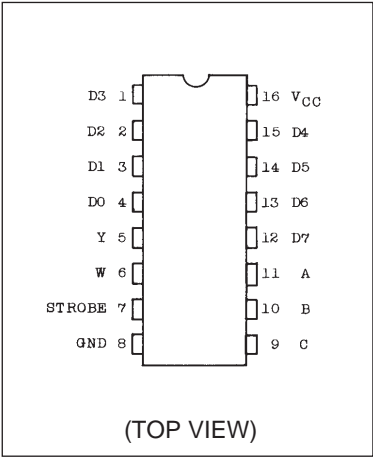 D3 1 16 VCC
D2 2 15 D4
D1 3 14 D5
D0 4 13 D6
Y 5 12 D7
W 6 11 A
STROBE 7 10 B
GND 8 9 C
(TOP VIEW)